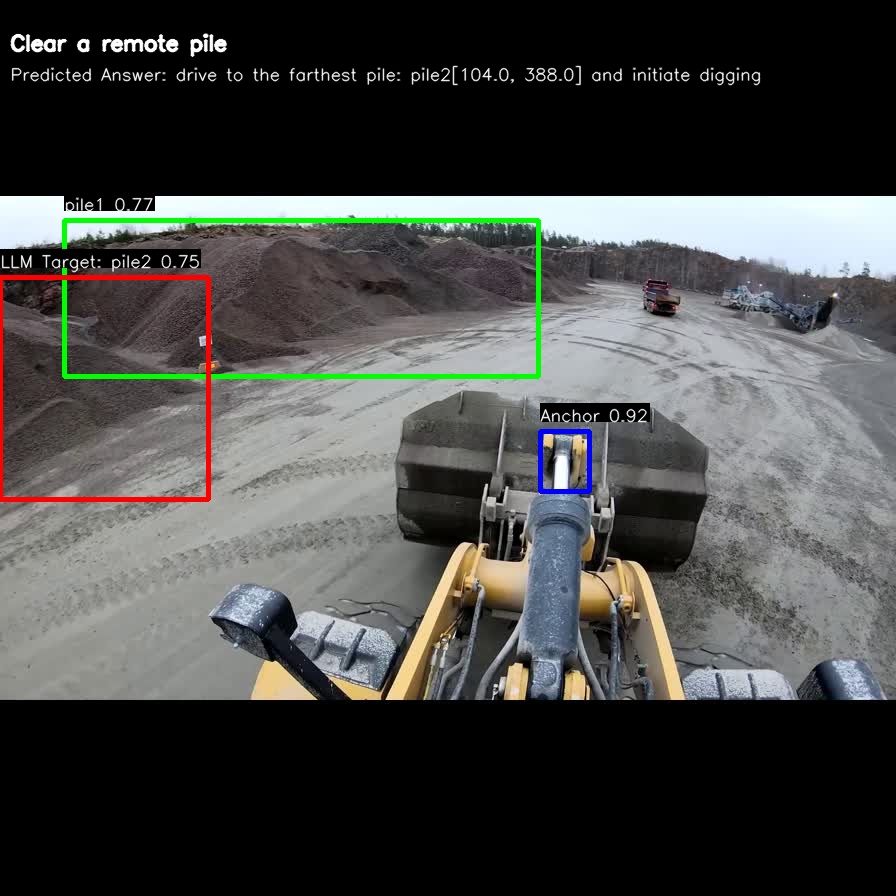 Clear a remote pile
Predicted Answer: drive to the farthest pile: pile2[104.0, 388.0] and initiate digging
pile1 0.77
LLM Target: pile2 0.75
Anchor 0.92